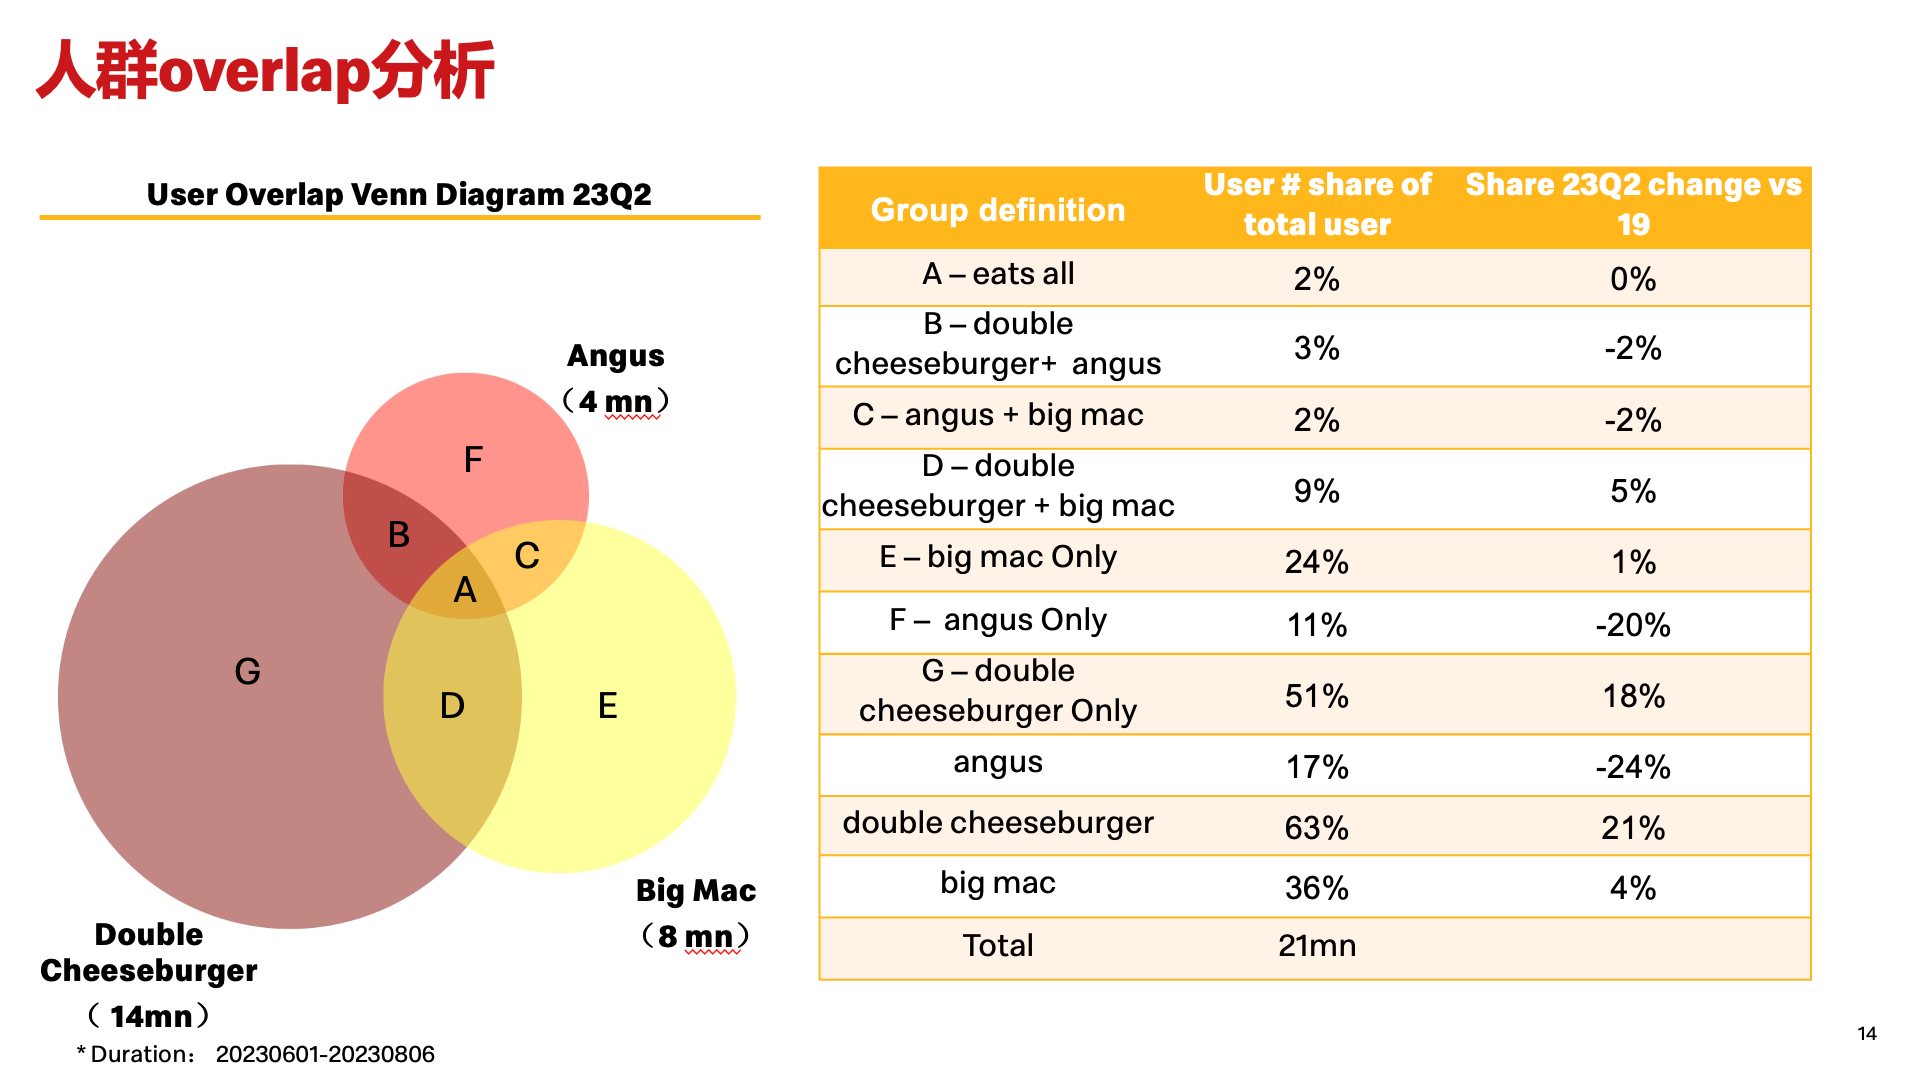 人群overlap分析
User Overlap Venn Diagram 23Q2
Angus
（4 mn）
F
B
C
A
G
D
E
Big Mac
（8 mn）
Double
Cheeseburger
（ 14mn）
* Duration： 20230601-20230806
Group definition
User # share of
total user
Share 23Q2 change vs
19
A – eats all
2%
0%
B – double
cheeseburger+ angus
3%
-2%
C – angus + big mac
2%
-2%
D – double
cheeseburger + big mac
9%
5%
E – big mac Only
24%
1%
F – angus Only
11%
-20%
G – double
cheeseburger Only
51%
18%
angus
17%
-24%
double cheeseburger
63%
21%
big mac
36%
4%
Total
21mn
14